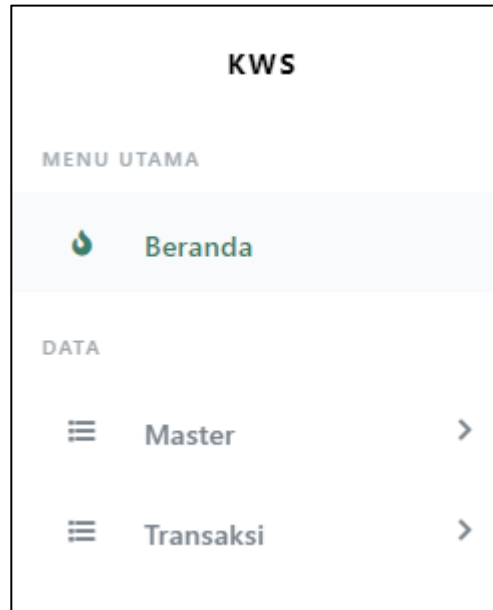 KWS
MENU UTAMA
Beranda
DATA
Master
Transaksi